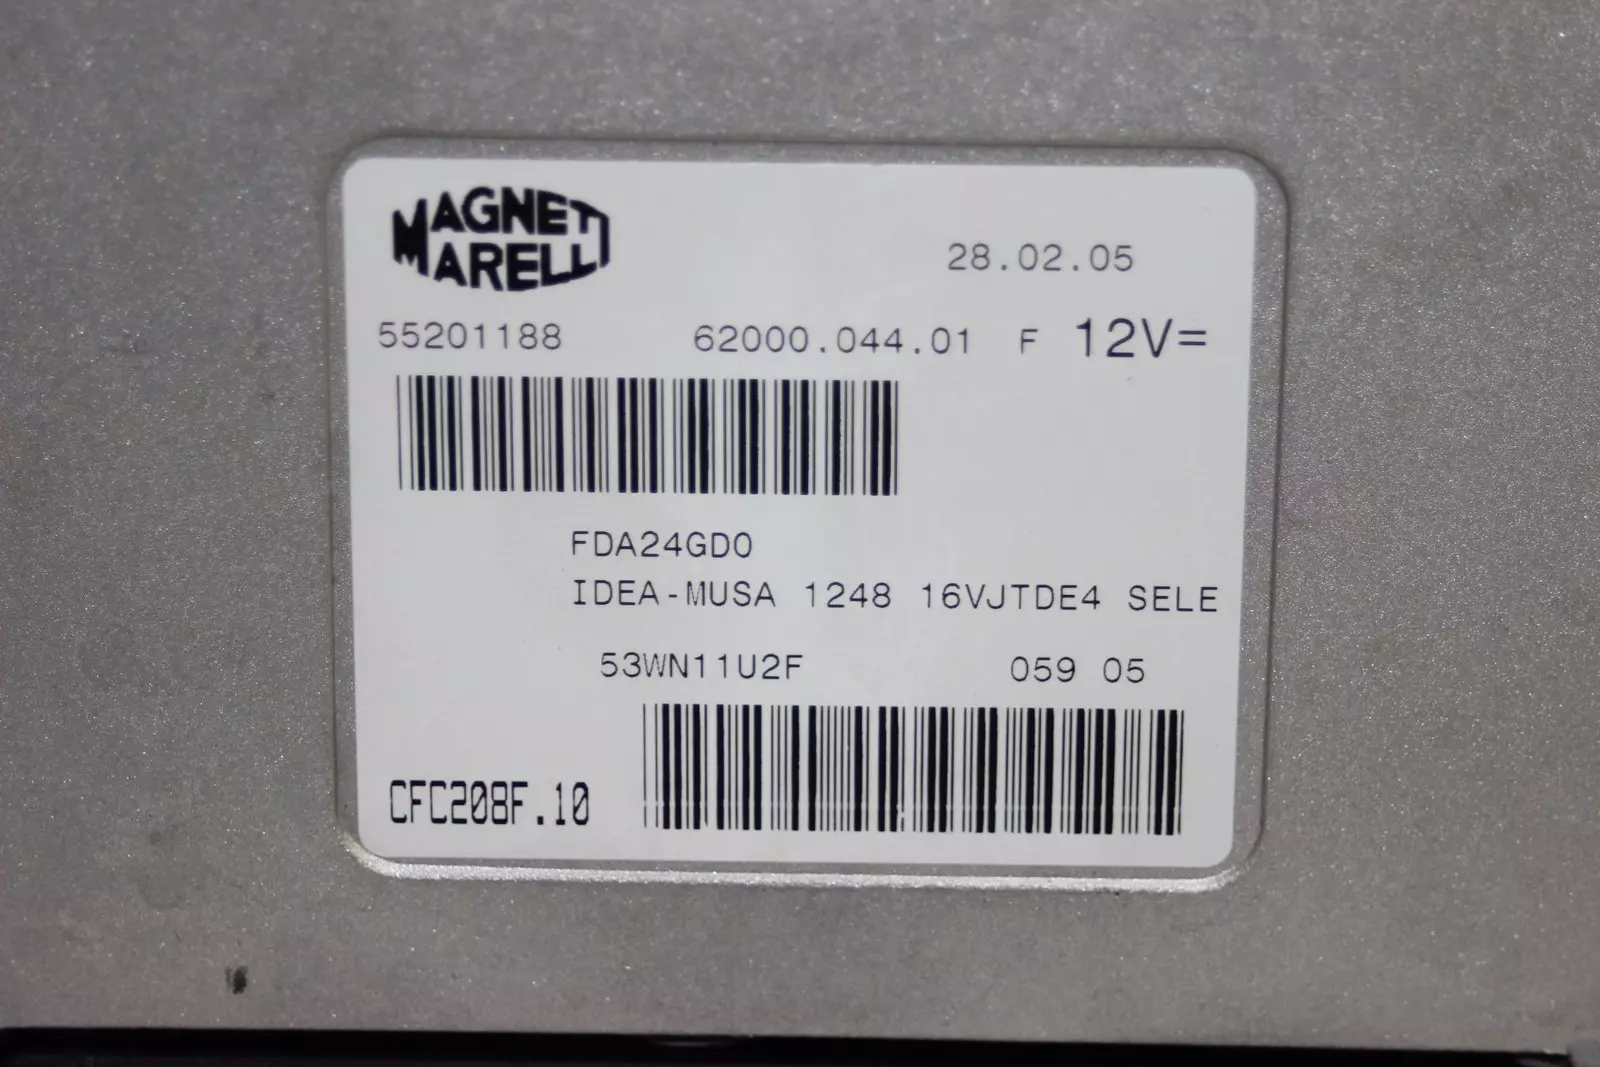 MAGNETI
MARELLI
28.02.05
55201188 62000.044.01 F 12V=
FDA24GD0
IDEA-MUSA 1248 16VJTDE4 SELE
53WN11U2F 059 05
CFC208F.10